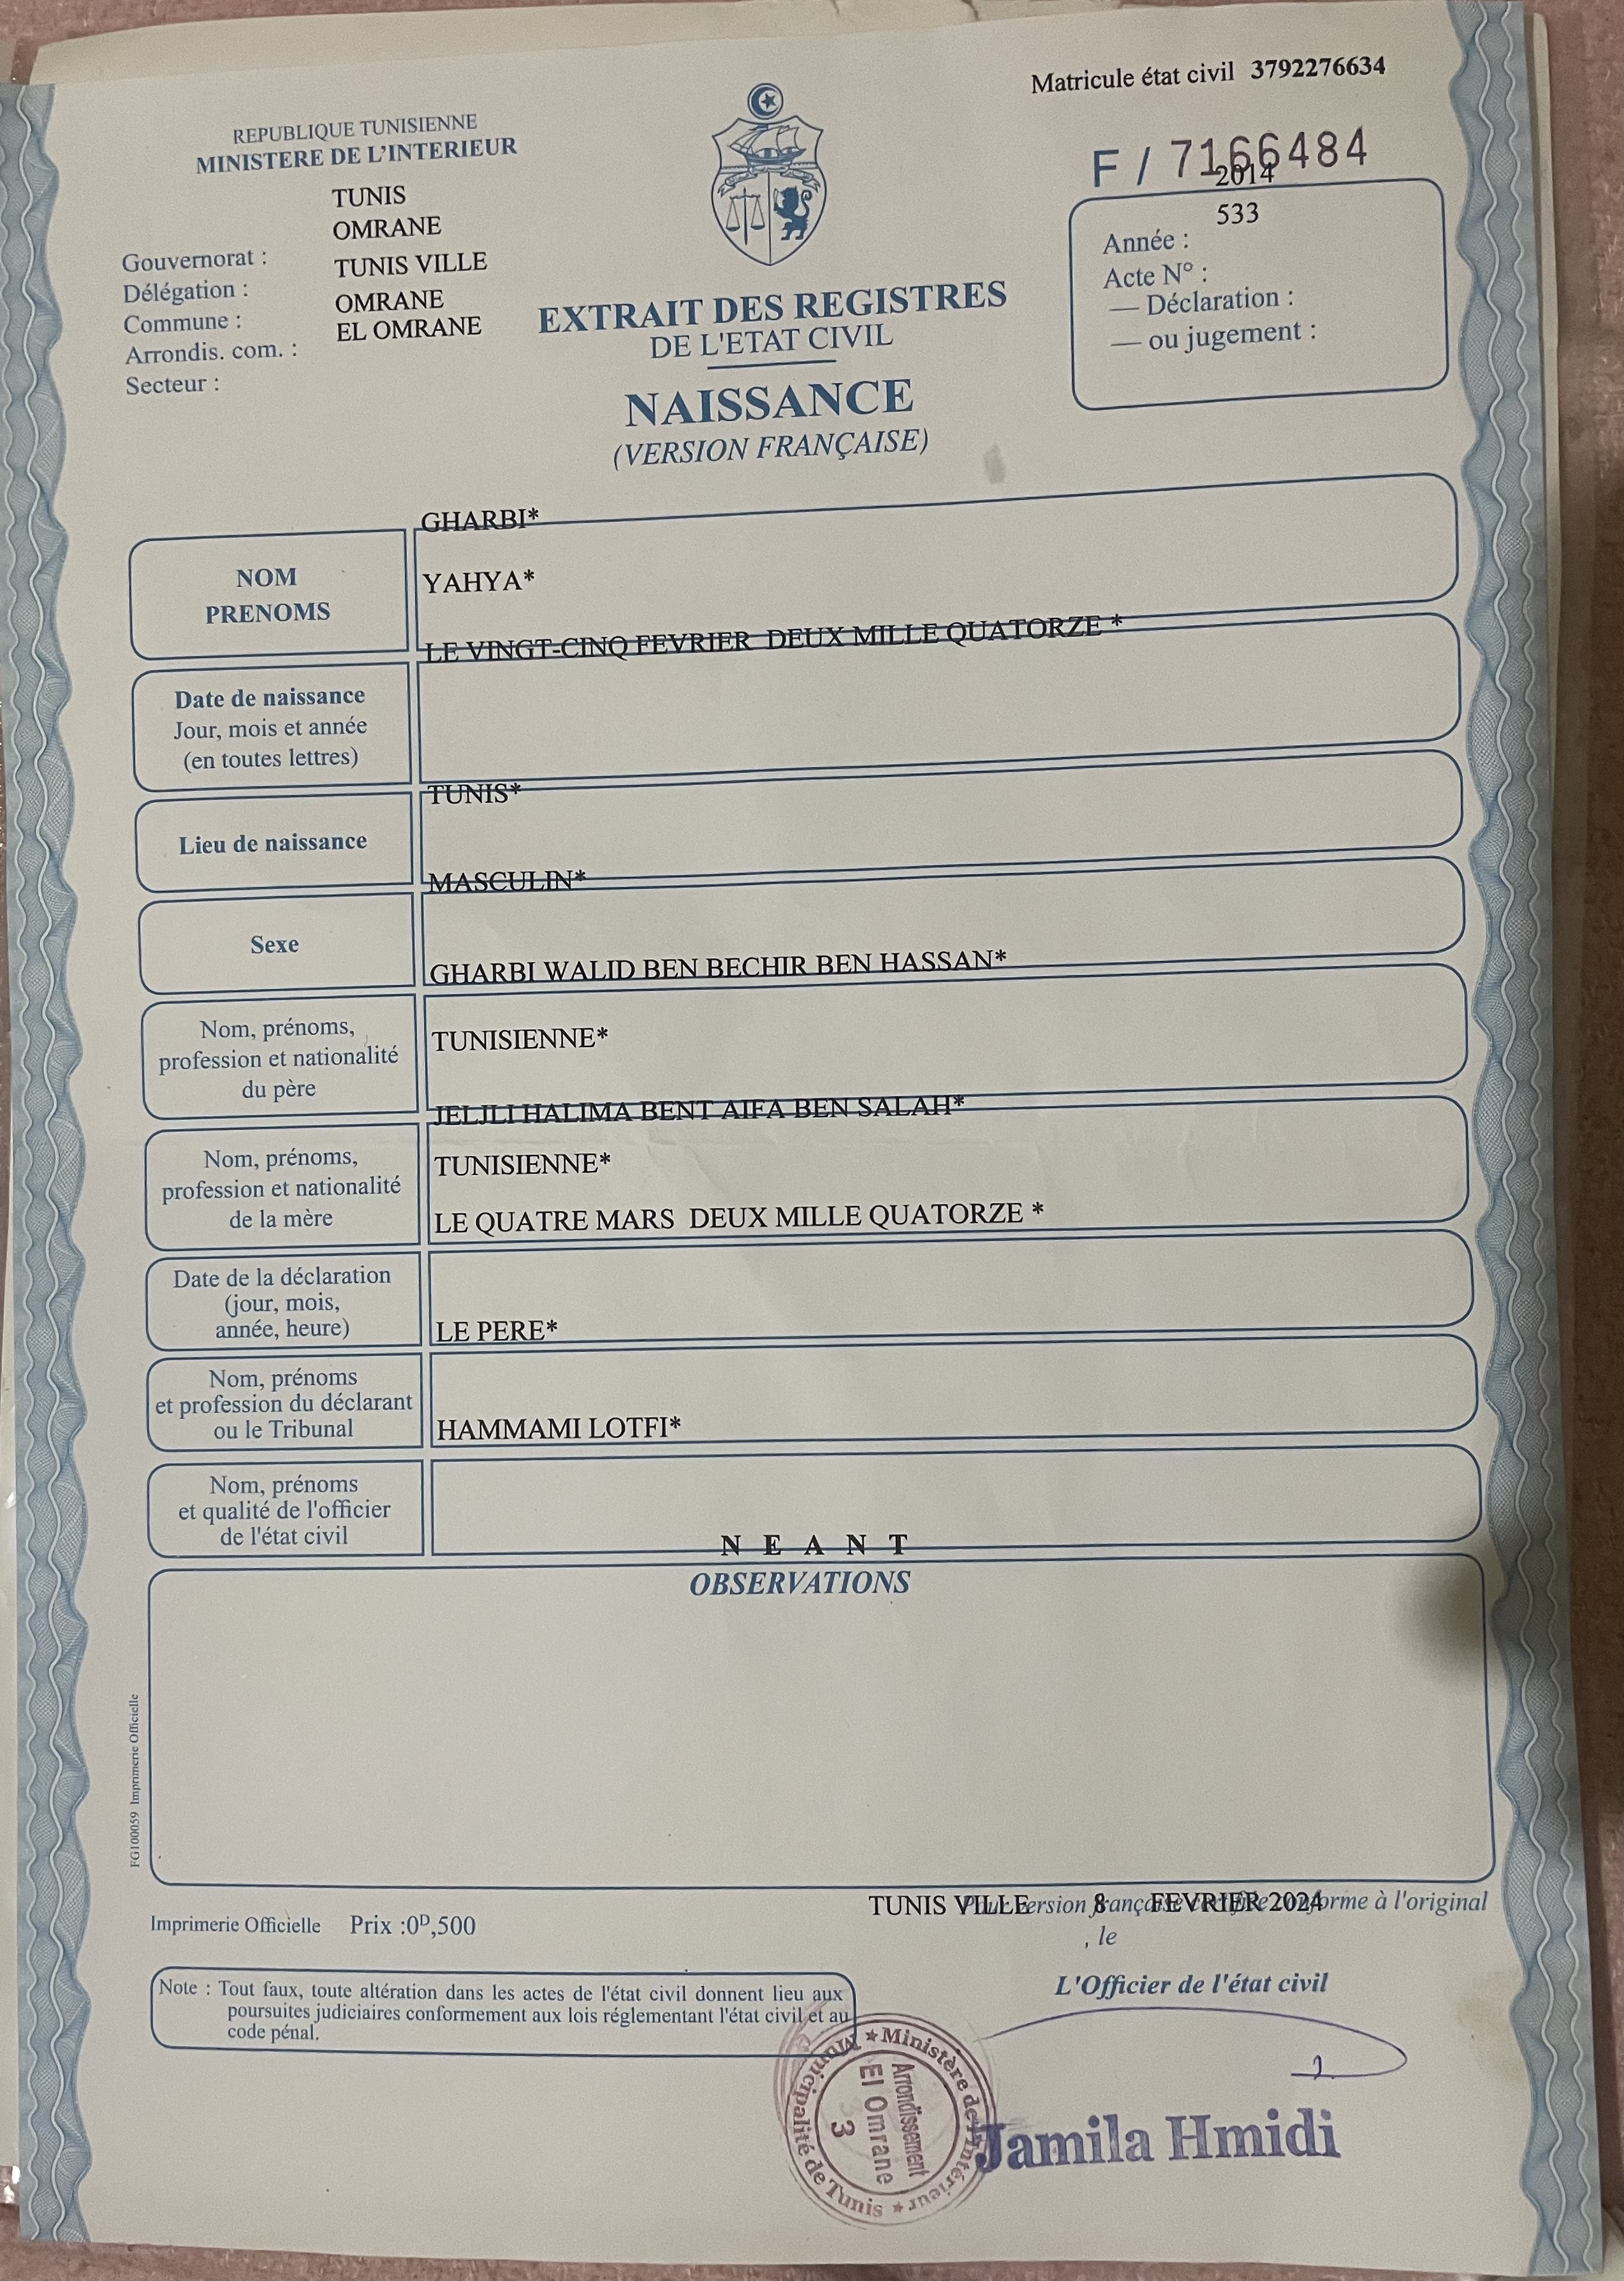 Matricule état civil 3792276634
REPUBLIQUE TUNISIENNE
MINISTERE DE L'INTERIEUR
F / 7166484
2014
533
Année :
Acte N° :
— Déclaration :
— ou jugement :
TUNIS
OMRANE
TUNIS VILLE
OMRANE
EL OMRANE
Gouvernorat :
Délégation :
Commune :
Arrondis. com. :
Secteur :
EXTRAIT DES REGISTRES
DE L'ETAT CIVIL
NAISSANCE
(VERSION FRANÇAISE)
NOM
PRENOMS
GHARBI*
YAHYA*
LE VINGT-CINQ FEVRIER DEUX MILLE QUATORZE *
Date de naissance
Jour, mois et année
(en toutes lettres)
TUNIS*
Lieu de naissance
MASCULIN*
Sexe
GHARBI WALID BEN BECHIR BEN HASSAN*
Nom, prénoms,
profession et nationalité
du père
TUNISIENNE*
JELJLI HALIMA BENT AIFA BEN SALAH*
Nom, prénoms,
profession et nationalité
de la mère
TUNISIENNE*
LE QUATRE MARS DEUX MILLE QUATORZE *
Date de la déclaration
(jour, mois,
année, heure)
LE PERE*
Nom, prénoms
et profession du déclarant
ou le Tribunal
HAMMAMI LOTFI*
Nom, prénoms
et qualité de l'officier
de l'état civil
N E A N T
OBSERVATIONS
FG100059 Imprimerie Officielle
TUNIS VILLE 8 FEVRIER 2024
Pour version française certifiée conforme à l'original
, le
Imprimerie Officielle Prix :0ᴰ,500
L'Officier de l'état civil
Note : Tout faux, toute altération dans les actes de l'état civil donnent lieu aux
poursuites judiciaires conformement aux lois réglementant l'état civil et au
code pénal.
★ Ministère de l'Intérieur ★ Municipalité de Tunis
Arrondissement
El Omrane
3
Jamila Hmidi